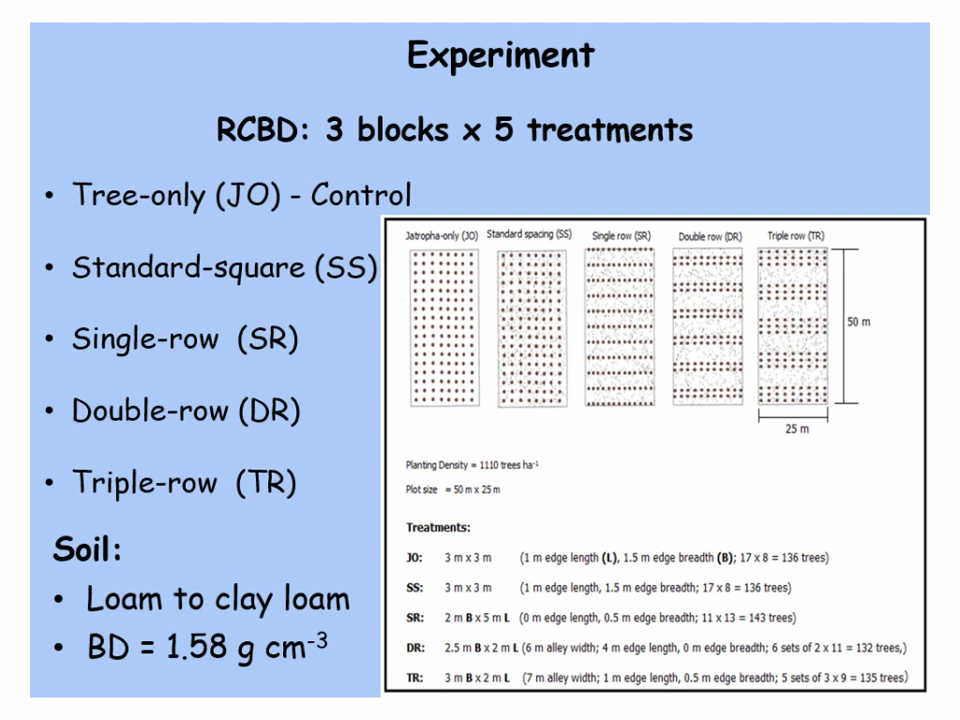 Experiment
RCBD: 3 blocks x 5 treatments
• Tree-only (JO) - Control
• Standard-square (SS)
• Single-row (SR)
• Double-row (DR)
• Triple-row (TR)
Soil:
• Loam to clay loam
• BD = 1.58 g cm-3
Jatropha-only (JO) Standard spacing (SS) Single row (SR) Double row (DR) Triple row (TR)
50 m
25 m
Planting Density = 1110 trees ha-1
Plot size = 50 m x 25 m
Treatments:
JO: 3 m x 3 m (1 m edge length (L), 1.5 m edge breadth (B); 17 x 8 = 136 trees)
SS: 3 m x 3 m (1 m edge length, 1.5 m edge breadth; 17 x 8 = 136 trees)
SR: 2 m B x 5 m L (0 m edge length, 0.5 m edge breadth; 11 x 13 = 143 trees)
DR: 2.5 m B x 2 m L (6 m alley width; 4 m edge length, 0 m edge breadth; 6 sets of 2 x 11 = 132 trees,)
TR: 3 m B x 2 m L (7 m alley width; 1 m edge length, 0.5 m edge breadth; 5 sets of 3 x 9 = 135 trees)